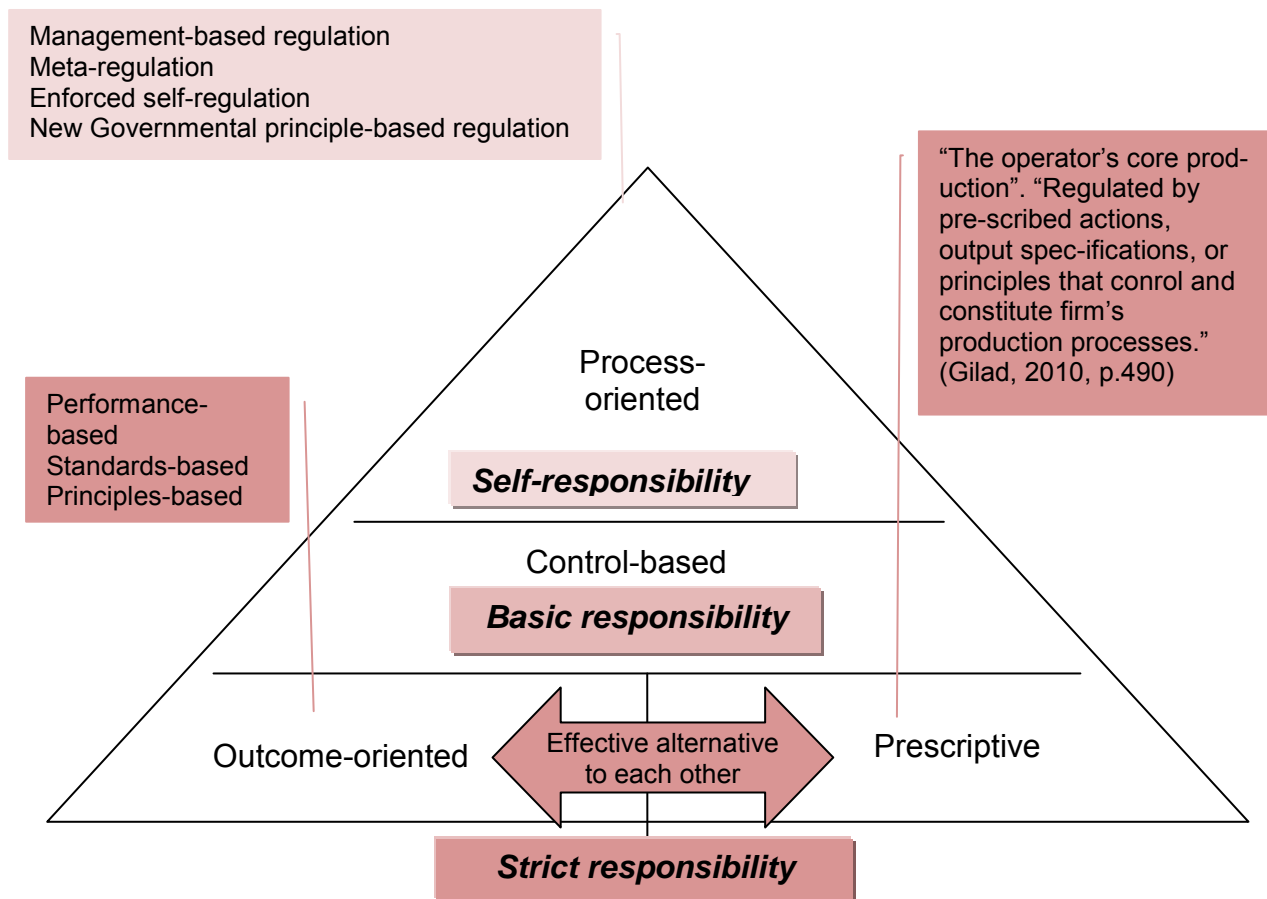 Management-based regulation
Meta-regulation
Enforced self-regulation
New Governmental principle-based regulation
“The operator’s core prod-
uction”. “Regulated by
pre-scribed actions,
output spec-ifications, or
principles that conrol and
constitute firm’s
production processes.”
(Gilad, 2010, p.490)
Process-
oriented
Performance-
based
Standards-based
Principles-based
Self-responsibility
Control-based
Basic responsibility
Outcome-oriented
Effective alternative
to each other
Prescriptive
Strict responsibility